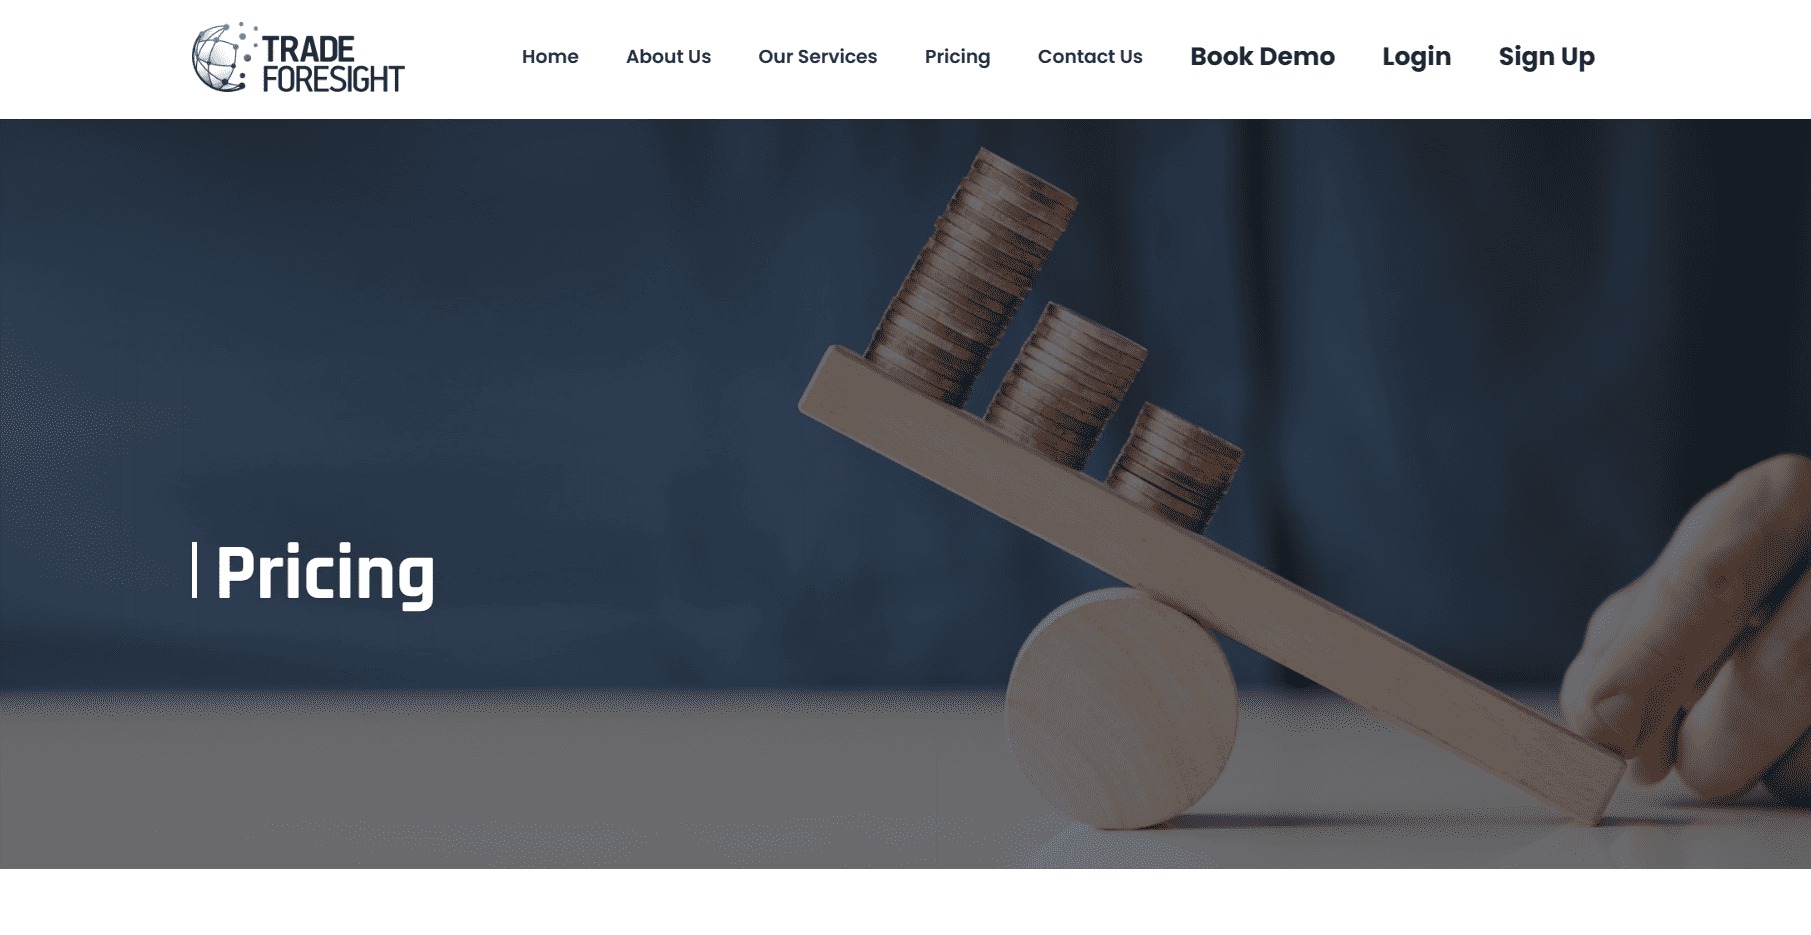 TRADE
FORESIGHT
Home About Us Our Services Pricing Contact Us Book Demo Login Sign Up
Pricing